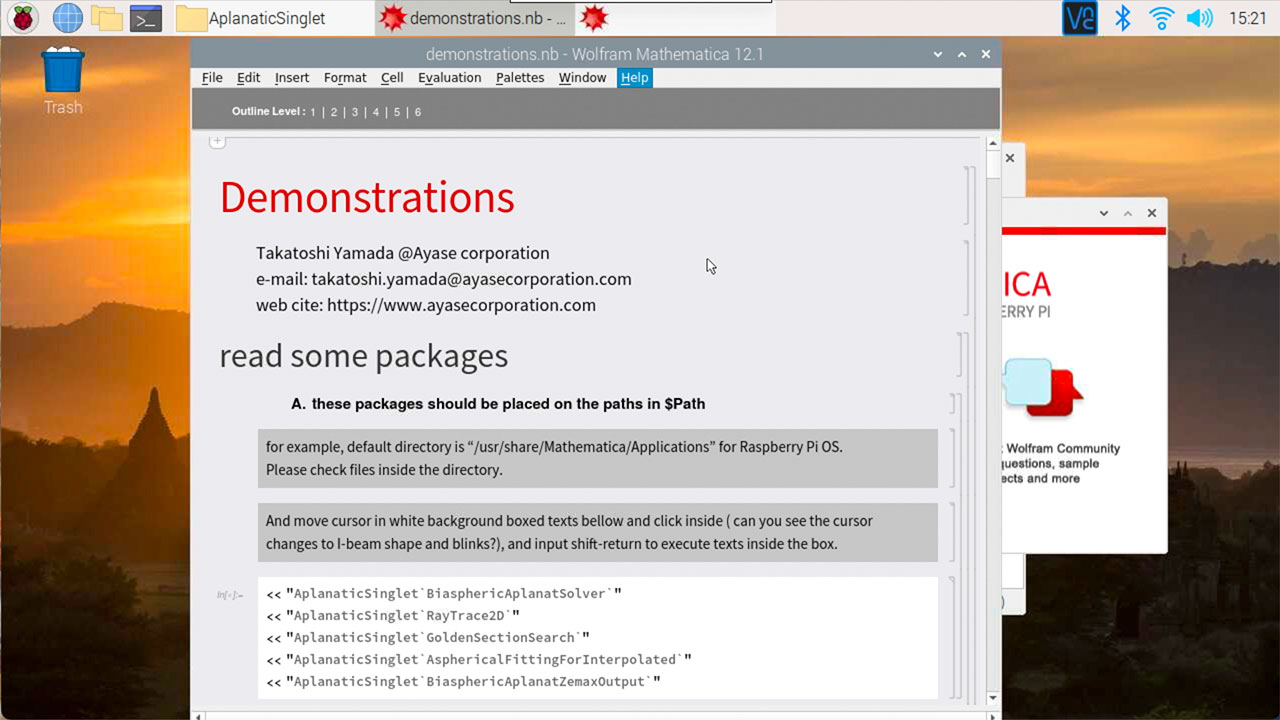 AplanaticSinglet
demonstrations.nb - ...
V2
15:21
Trash
demonstrations.nb - Wolfram Mathematica 12.1
File Edit Insert Format Cell Evaluation Palettes Window Help
Outline Level : 1 | 2 | 3 | 4 | 5 | 6
Demonstrations
Takatoshi Yamada @Ayase corporation
e-mail: takatoshi.yamada@ayasecorporation.com
web cite: https://www.ayasecorporation.com
read some packages
A. these packages should be placed on the paths in $Path
for example, default directory is “/usr/share/Mathematica/Applications” for Raspberry Pi OS.
Please check files inside the directory.
And move cursor in white background boxed texts bellow and click inside ( can you see the cursor
changes to I-beam shape and blinks?), and input shift-return to execute texts inside the box.
In[•]:=
<< "AplanaticSinglet`BiasphericAplanatSolver`"
<< "AplanaticSinglet`RayTrace2D`"
<< "AplanaticSinglet`GoldenSectionSearch`"
<< "AplanaticSinglet`AsphericalFittingForInterpolated`"
<< "AplanaticSinglet`BiasphericAplanatZemaxOutput`"
ICA
ERRY PI
Wolfram Community
questions, sample
ects and more